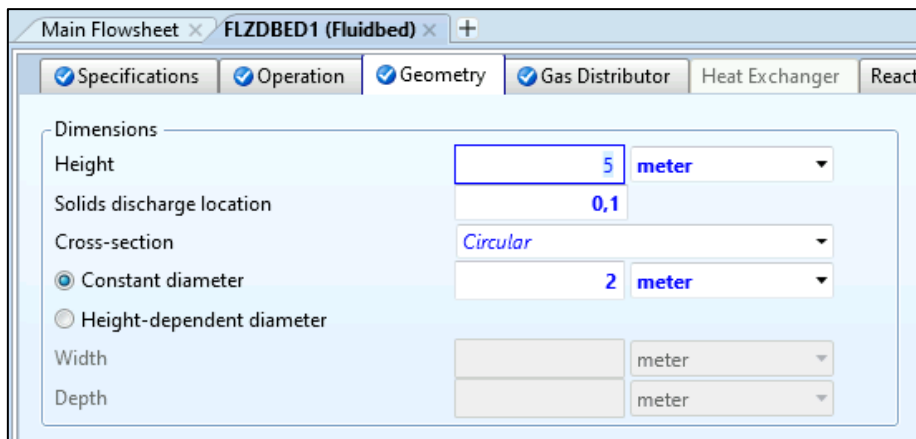 Main Flowsheet FLZDBED1 (Fluidbed) +
Specifications Operation Geometry Gas Distributor Heat Exchanger React
Dimensions
Height 5 meter
Solids discharge location 0,1
Cross-section Circular
Constant diameter 2 meter
Height-dependent diameter
Width meter
Depth meter